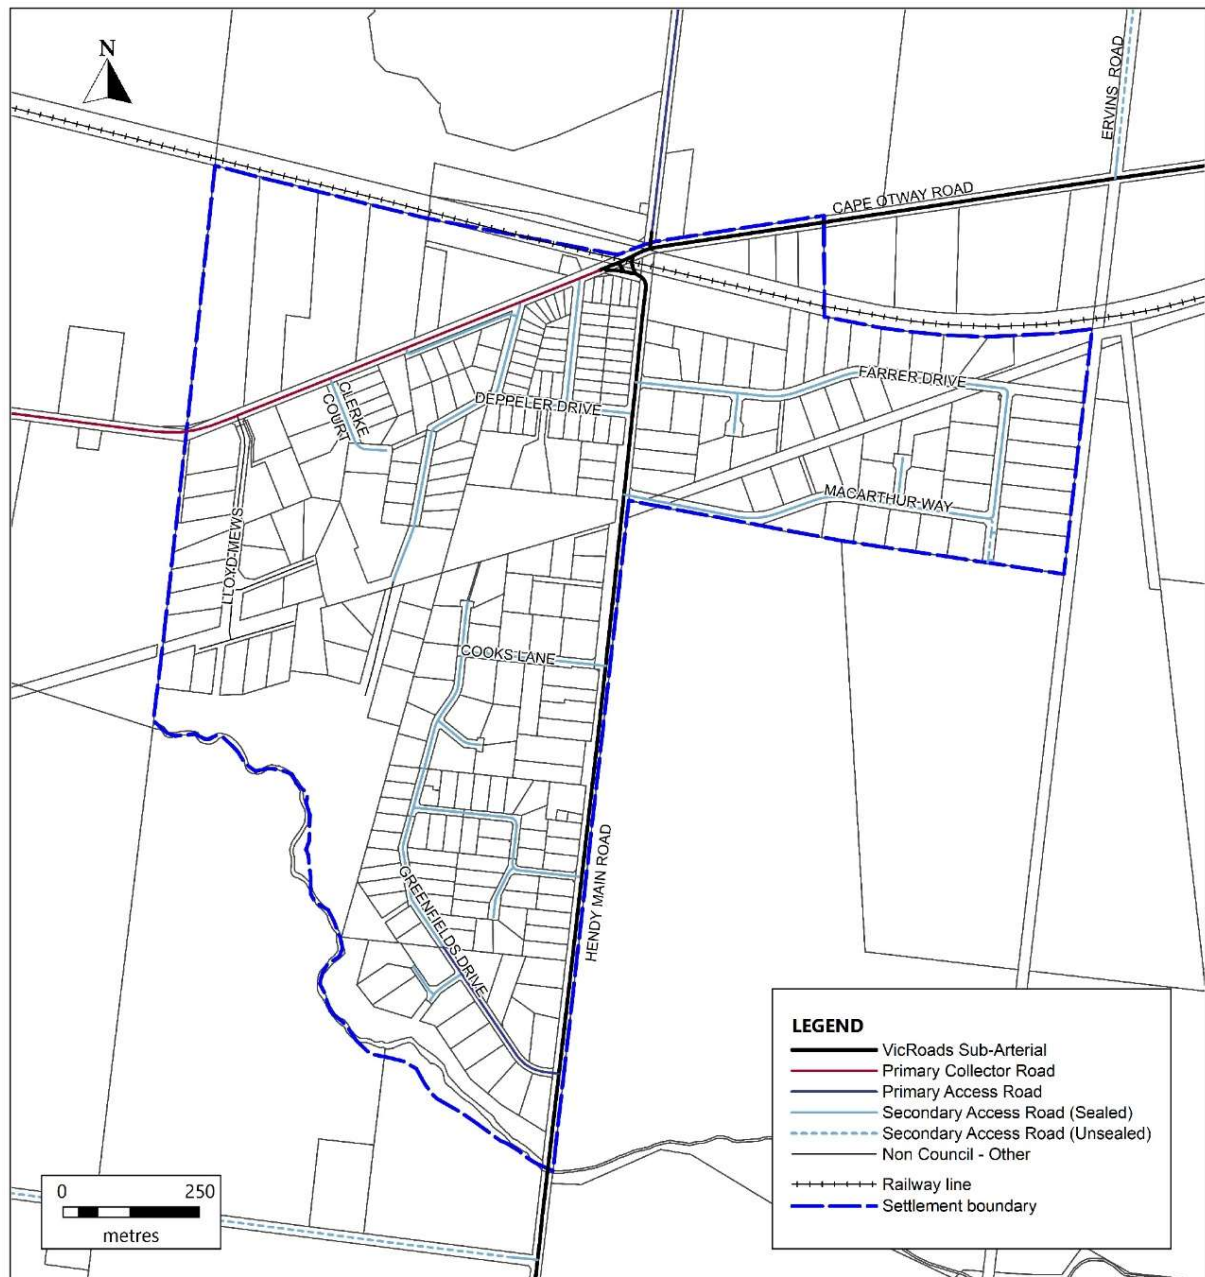 N
ERVINS ROAD
CAPE OTWAY ROAD
FARRER DRIVE
CLERKE
COURT
DEPPELER DRIVE
MACARTHUR WAY
LLOYD MEWS
COOKS LANE
HENDY MAIN ROAD
GREENFIELDS DRIVE
LEGEND
VicRoads Sub-Arterial
Primary Collector Road
Primary Access Road
Secondary Access Road (Sealed)
Secondary Access Road (Unsealed)
Non Council - Other
Railway line
Settlement boundary
0 250
metres